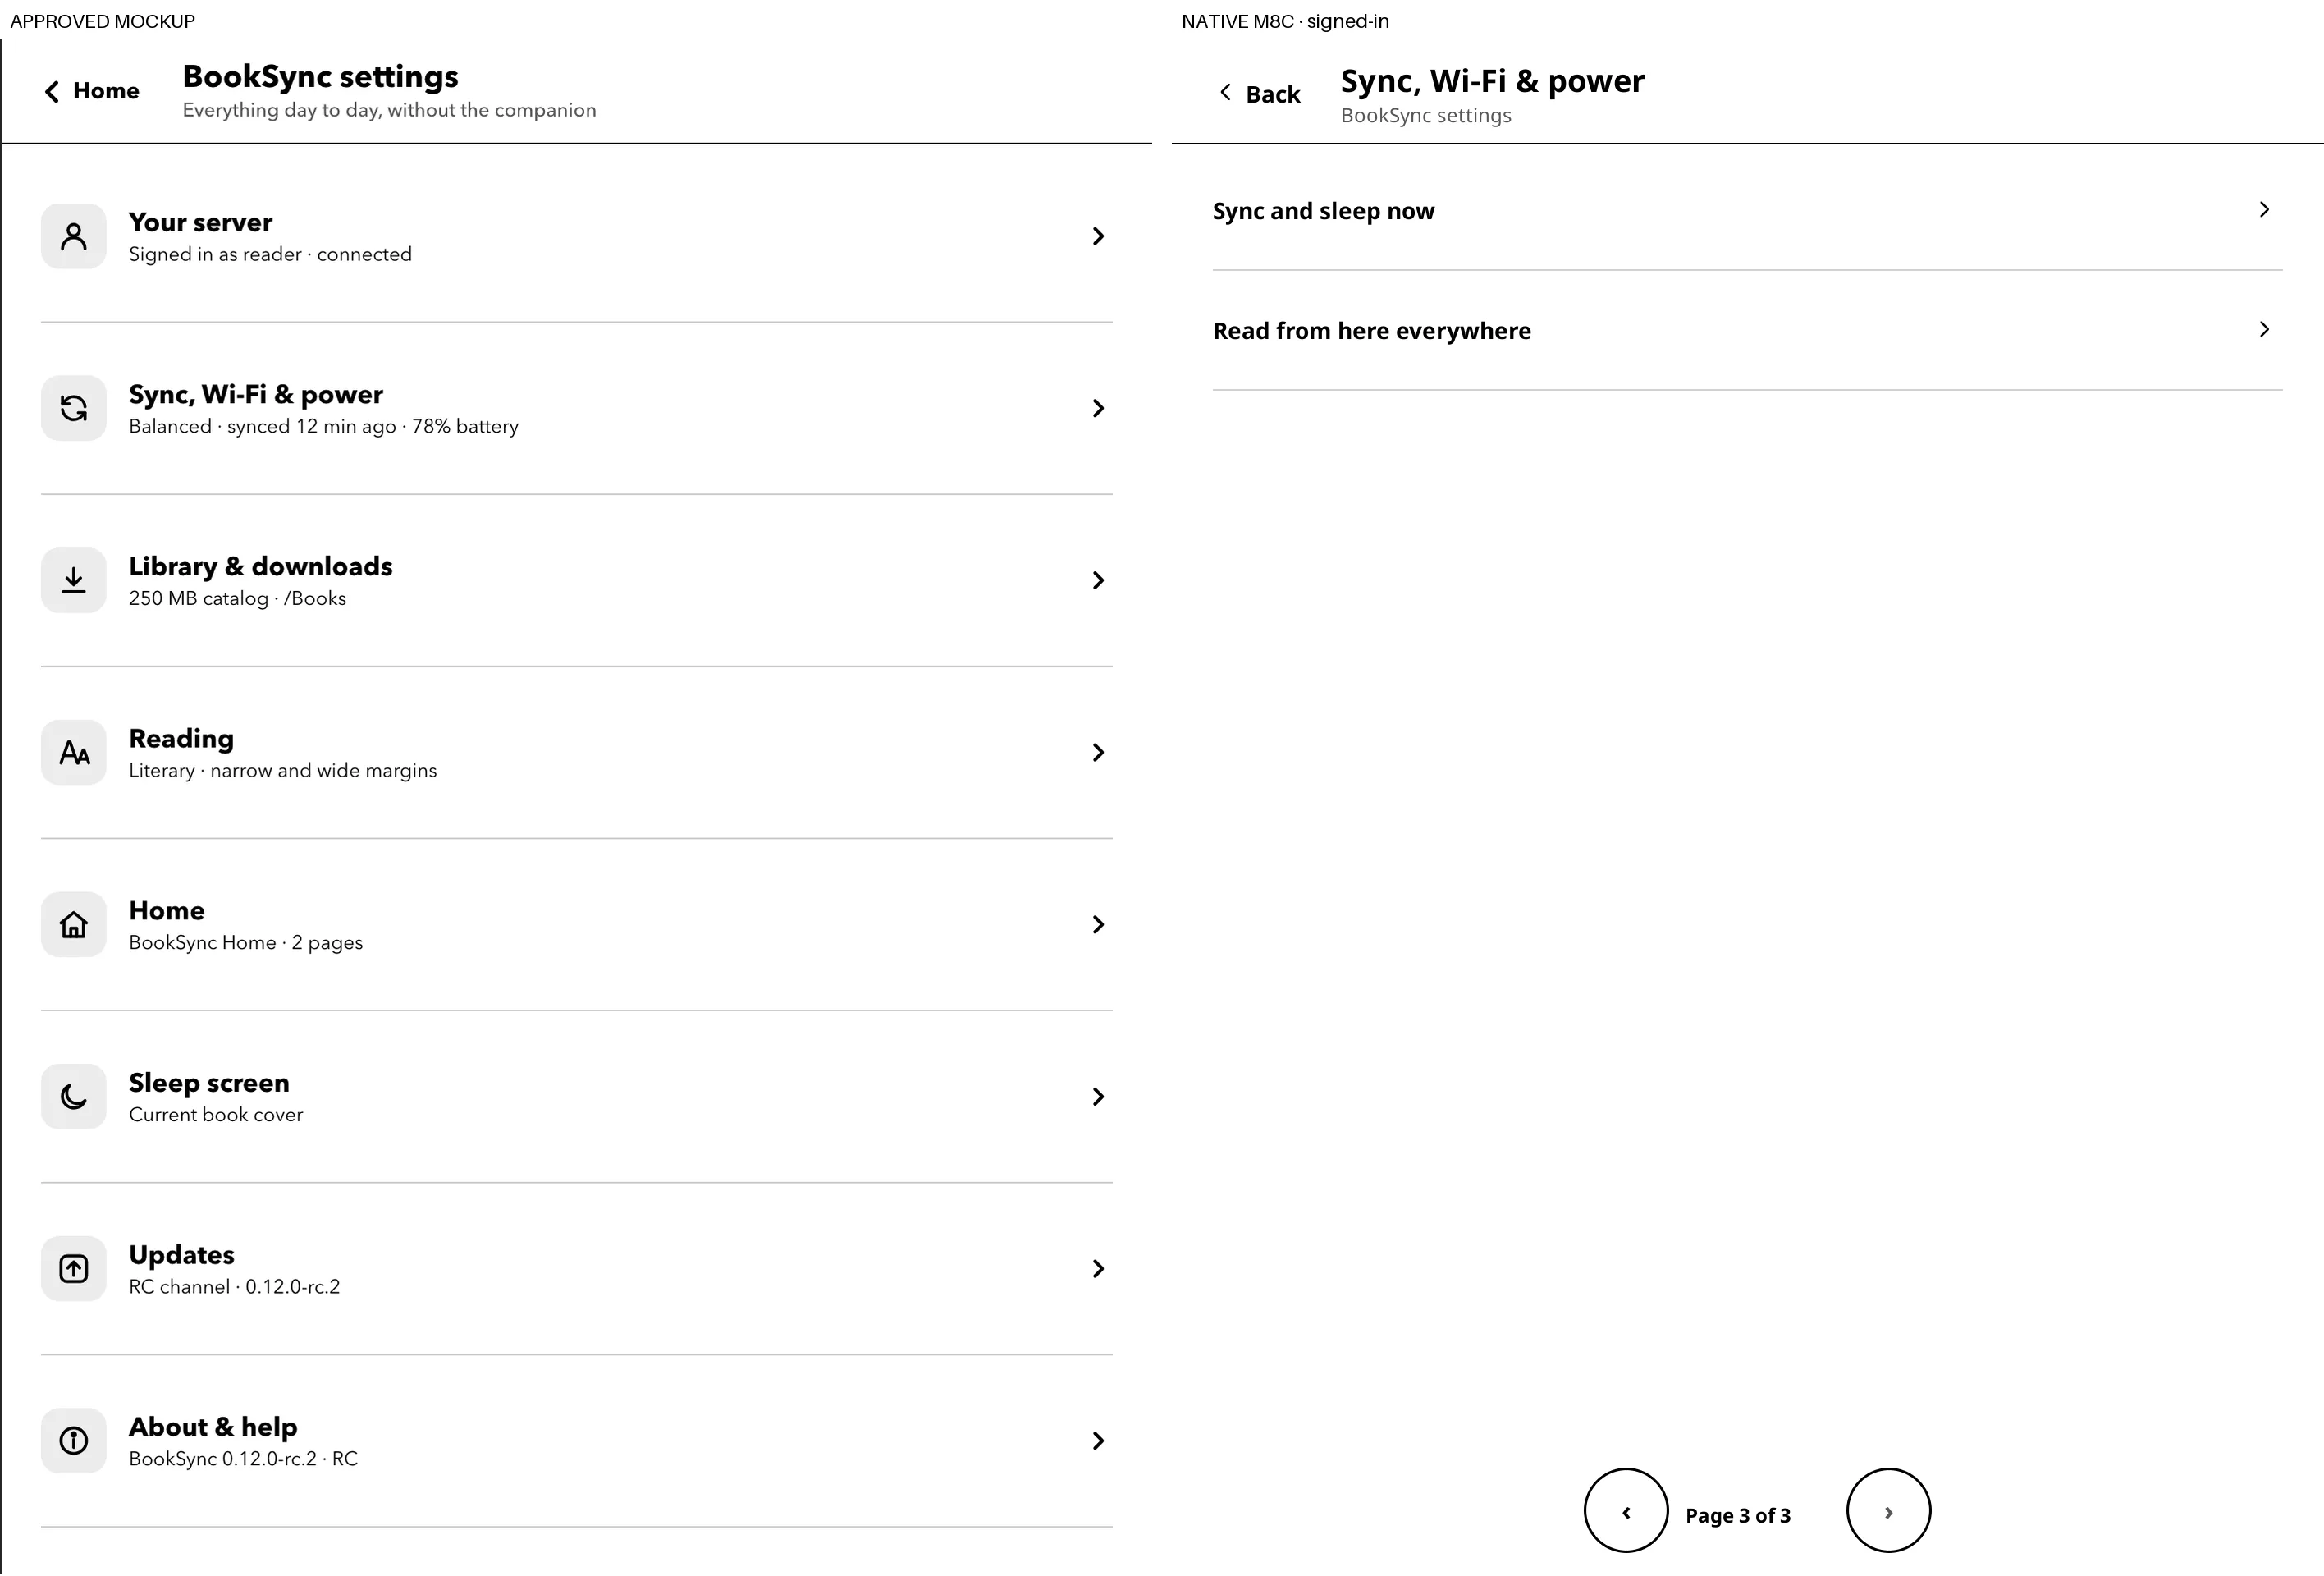 APPROVED MOCKUP
Home
BookSync settings
Everything day to day, without the companion
Your server
Signed in as reader · connected
Sync, Wi-Fi & power
Balanced · synced 12 min ago · 78% battery
Library & downloads
250 MB catalog · /Books
AA
Reading
Literary · narrow and wide margins
Home
BookSync Home · 2 pages
Sleep screen
Current book cover
Updates
RC channel · 0.12.0-rc.2
About & help
BookSync 0.12.0-rc.2 · RC
NATIVE M8C · signed-in
Back
Sync, Wi-Fi & power
BookSync settings
Sync and sleep now
Read from here everywhere
‹ Page 3 of 3 ›